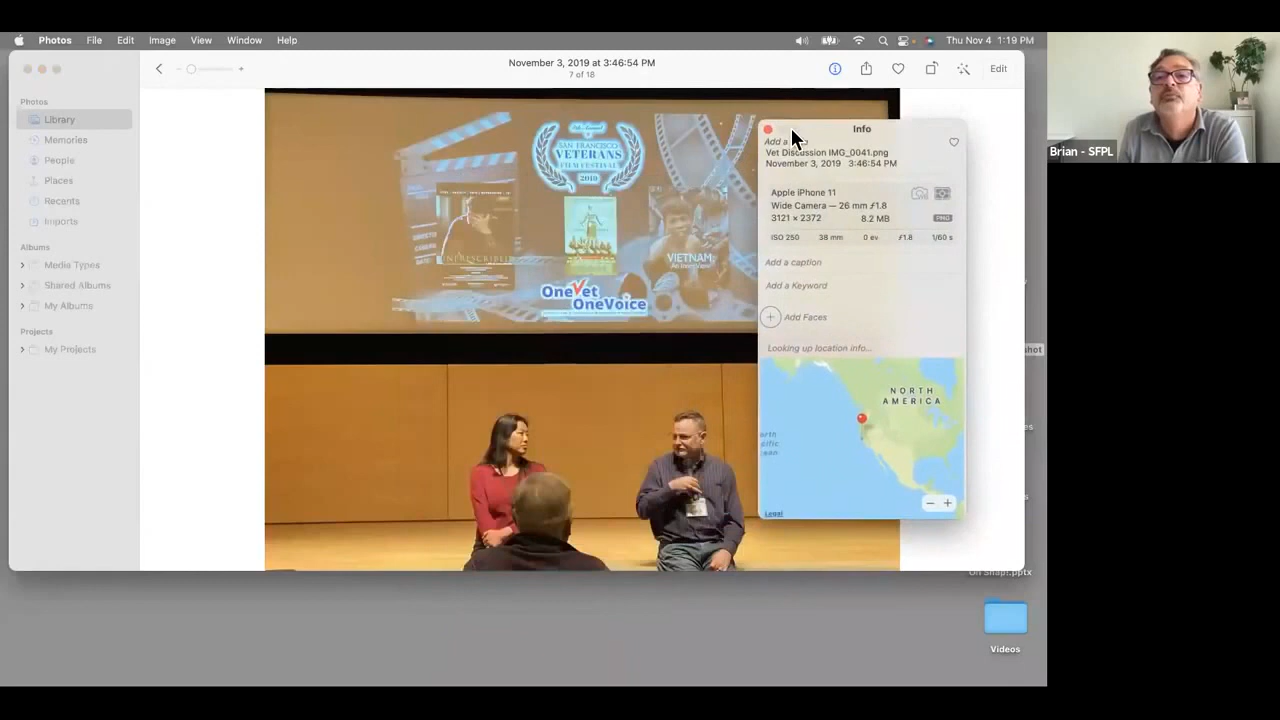 Photos File Edit Image View Window Help
Thu Nov 4 1:19 PM
November 3, 2019 at 3:46:54 PM
7 of 18
Edit
Photos
Library
Memories
People
Places
Recents
Imports
Albums
Media Types
Shared Albums
My Albums
Projects
My Projects
SAN FRANCISCO
VETERANS
FILM FESTIVAL
2019
VIETNAM:
OneVet
OneVoice
Info
Add a
Vet Discussion IMG_0041.png
November 3, 2019 3:46:54 PM
Apple iPhone 11
Wide Camera — 26 mm ƒ1.8
3121 × 2372 8.2 MB
ISO 250 38 mm 0 ev ƒ1.8 1/60 s
Add a caption
Add a Keyword
Add Faces
Looking up location info...
NORTH
AMERICA
Legal
Videos
Brian - SFPL